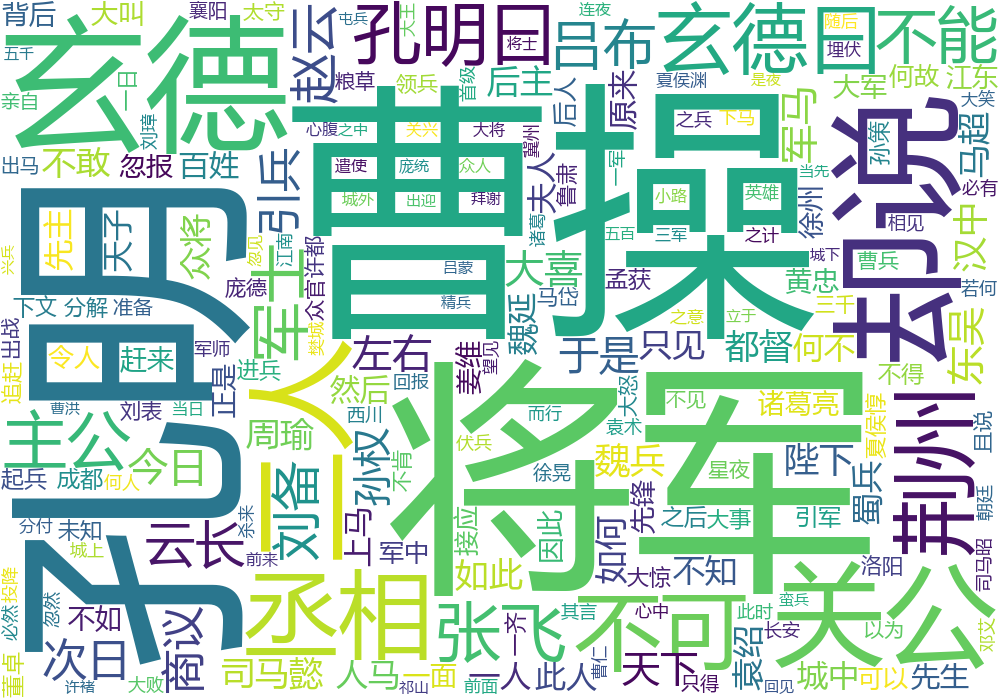 背后
大叫
襄阳
太守
赵云
孔明曰
大王
将士
屯兵
连夜
吕布
玄德曰
随后
埋伏
不能
五千
玄德
粮草
领兵
首级
后主
后人
夏侯渊
是夜
大军
何故
江东
亲自
一日
刘璋
心腹
之中
关兴
大将
冀州
原来
之兵
下马
军马
孙策
大笑
马超
出马
不敢
忽报
百姓
引兵
曹操
遣使
庞统
众人
夫人
鲁肃
一军
却说
当先
必有
城外
出迎
拜谢
小路
英雄
徐州
相见
兴兵
先主
孔明
天子
众将
忽见
江南
诸葛
五百
三军
之计
城下
汉中
庞德
众官
许都
军士
吕蒙
大喜
孟获
黄忠
曹兵
若何
下文
分解
准备
精兵
马岱
三千
出战
令人
赶来
军师
进兵
樊城
魏延
之意
立于
左右
于是
只见
都督
何不
东吴
追赶
正是
二人
姜维
望见
将军
曹洪
刘表
当日
然后
回报
西川
而行
袁术
大怒
不见
诸葛亮
不得
夏侯惇
荆州
且说
主公
今日
周瑜
孙权
不肯
伏兵
徐晃
魏兵
星夜
陛下
蜀兵
起兵
成都
何人
刘备
接应
因此
如何
先锋
之后
大事
引军
朝廷
分付
未知
云长
杀来
上马
军中
城上
前来
丞相
如此
大惊
不知
洛阳
司马昭
必然
投降
忽然
不如
商议
张飞
一齐
其言
不可
心中
此时
蛮兵
关公
董卓
次日
长安
以为
邓艾
司马懿
人马
一面
一人
此人
曹仁
天下
袁绍
城中
可以
先生
许褚
大败
祁山
前面
只得
回见